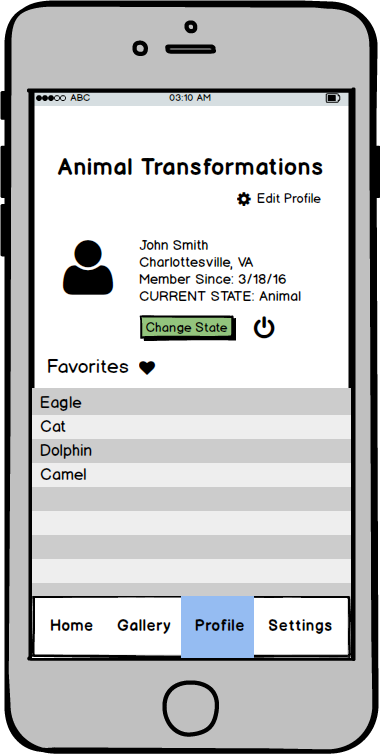 ABC 03:10 AM
Animal Transformations
Edit Profile
John Smith
Charlottesville, VA
Member Since: 3/18/16
CURRENT STATE: Animal
Change State
Favorites
Eagle
Cat
Dolphin
Camel
Home Gallery Profile Settings